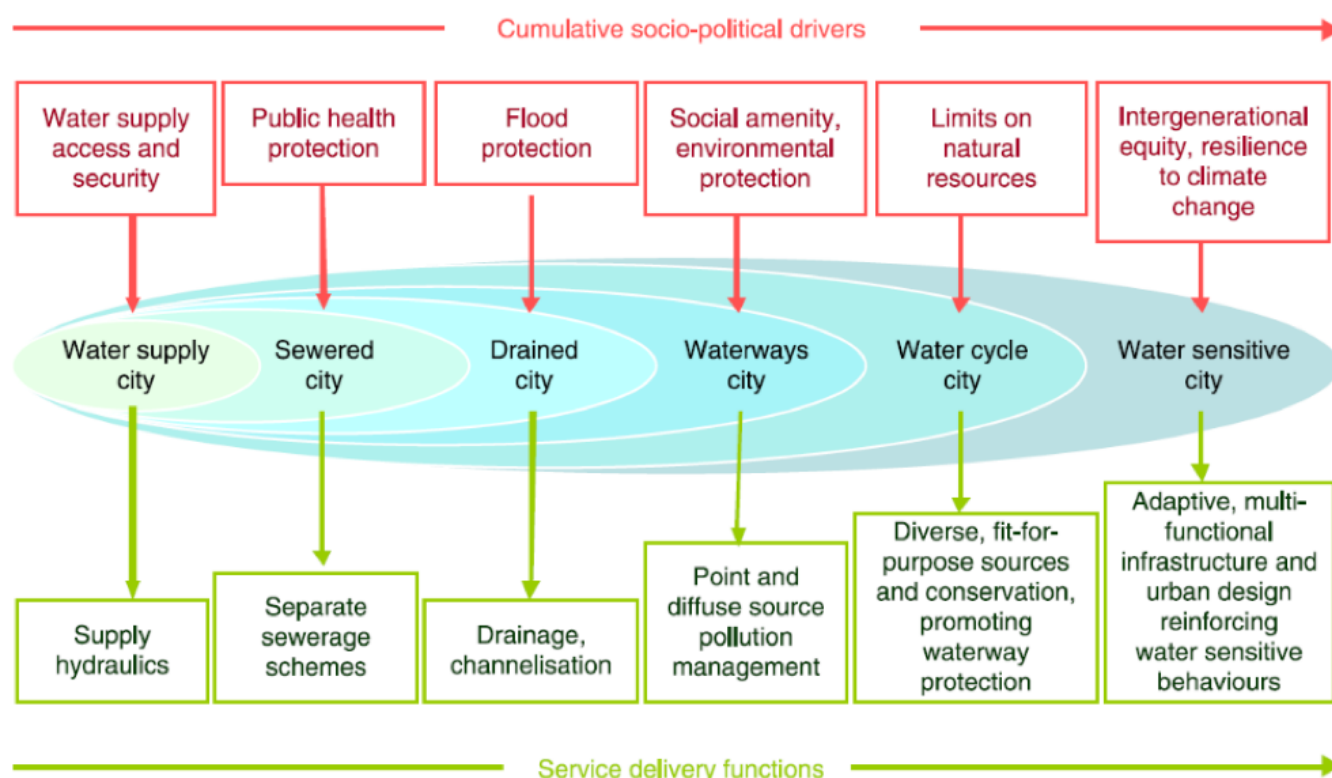 Cumulative socio-political drivers
Water supply
access and
security
Public health
protection
Flood
protection
Social amenity,
environmental
protection
Limits on
natural
resources
Intergenerational
equity, resilience
to climate
change
Water supply
city
Sewered
city
Drained
city
Waterways
city
Water cycle
city
Water sensitive
city
Supply
hydraulics
Separate
sewerage
schemes
Drainage,
channelisation
Point and
diffuse source
pollution
management
Diverse, fit-for-
purpose sources
and conservation,
promoting
waterway
protection
Adaptive, multi-
functional
infrastructure and
urban design
reinforcing
water sensitive
behaviours
Service delivery functions